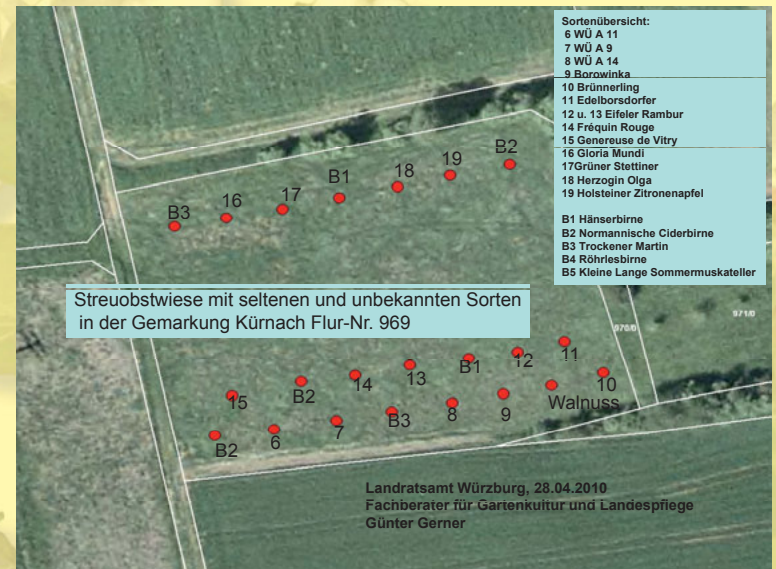 Sortenübersicht:
6 WÜ A 11
7 WÜ A 9
8 WÜ A 14
9 Borowinka
10 Brünnerling
11 Edelborsdorfer
12 u. 13 Eifeler Rambur
14 Fréquin Rouge
15 Genereuse de Vitry
16 Gloria Mundi
17Grüner Stettiner
18 Herzogin Olga
19 Holsteiner Zitronenapfel
B1 Hänserbirne
B2 Normannische Ciderbirne
B3 Trockener Martin
B4 Röhrlesbirne
B5 Kleine Lange Sommermuskateller
B3 16 17 B1 18 19 B2
Streuobstwiese mit seltenen und unbekannten Sorten
in der Gemarkung Kürnach Flur-Nr. 969
970/0 971/0
15 B2 14 13 B1 12 11
B2 6 7 B3 8 9 Walnuss 10
Landratsamt Würzburg, 28.04.2010
Fachberater für Gartenkultur und Landespflege
Günter Gerner